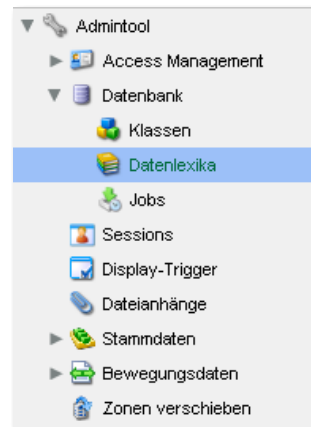 Admintool
Access Management
Datenbank
Klassen
Datenlexika
Jobs
Sessions
Display-Trigger
Dateianhänge
Stammdaten
Bewegungsdaten
Zonen verschieben